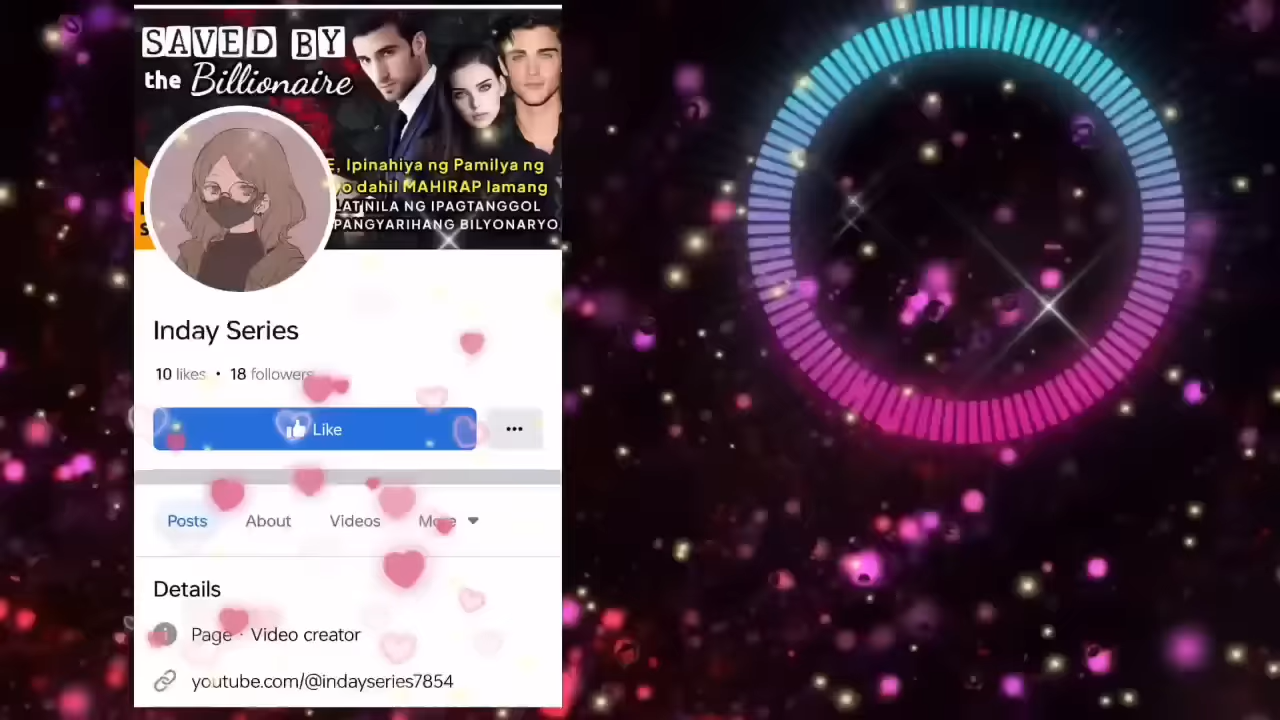 SAVED BY
the Billionaire
Ipinahiya ng Pamilya ng
dahil MAHIRAP lamang
NILA NG IPAGTANGGOL
PANGYARIHANG BILYONARYO
Inday Series
10 likes • 18 followers
Like
Posts About Videos More
Details
Page · Video creator
youtube.com/@indayseries7854